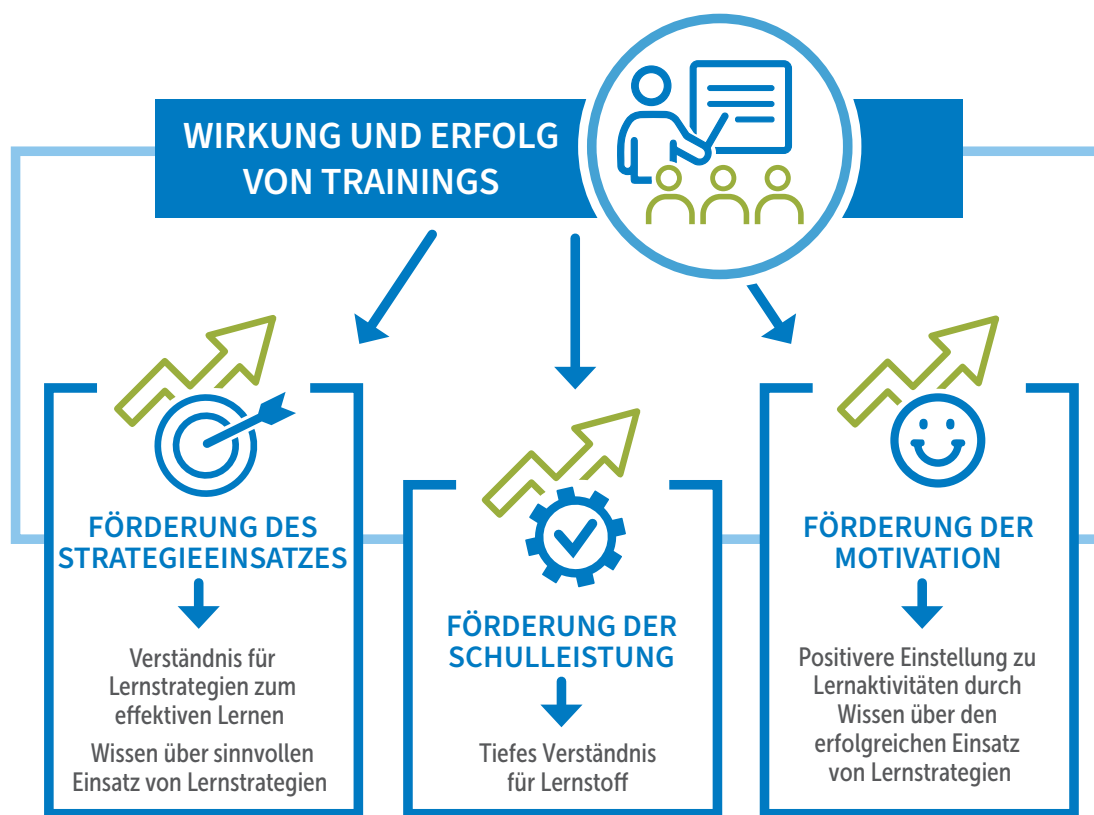 WIRKUNG UND ERFOLG
VON TRAININGS
FÖRDERUNG DES
STRATEGIEEINSATZES
Verständnis für
Lernstrategien zum
effektiven Lernen
Wissen über sinnvollen
Einsatz von Lernstrategien
FÖRDERUNG DER
SCHULLEISTUNG
Tiefes Verständnis
für Lernstoff
FÖRDERUNG DER
MOTIVATION
Positivere Einstellung zu
Lernaktivitäten durch
Wissen über den
erfolgreichen Einsatz
von Lernstrategien